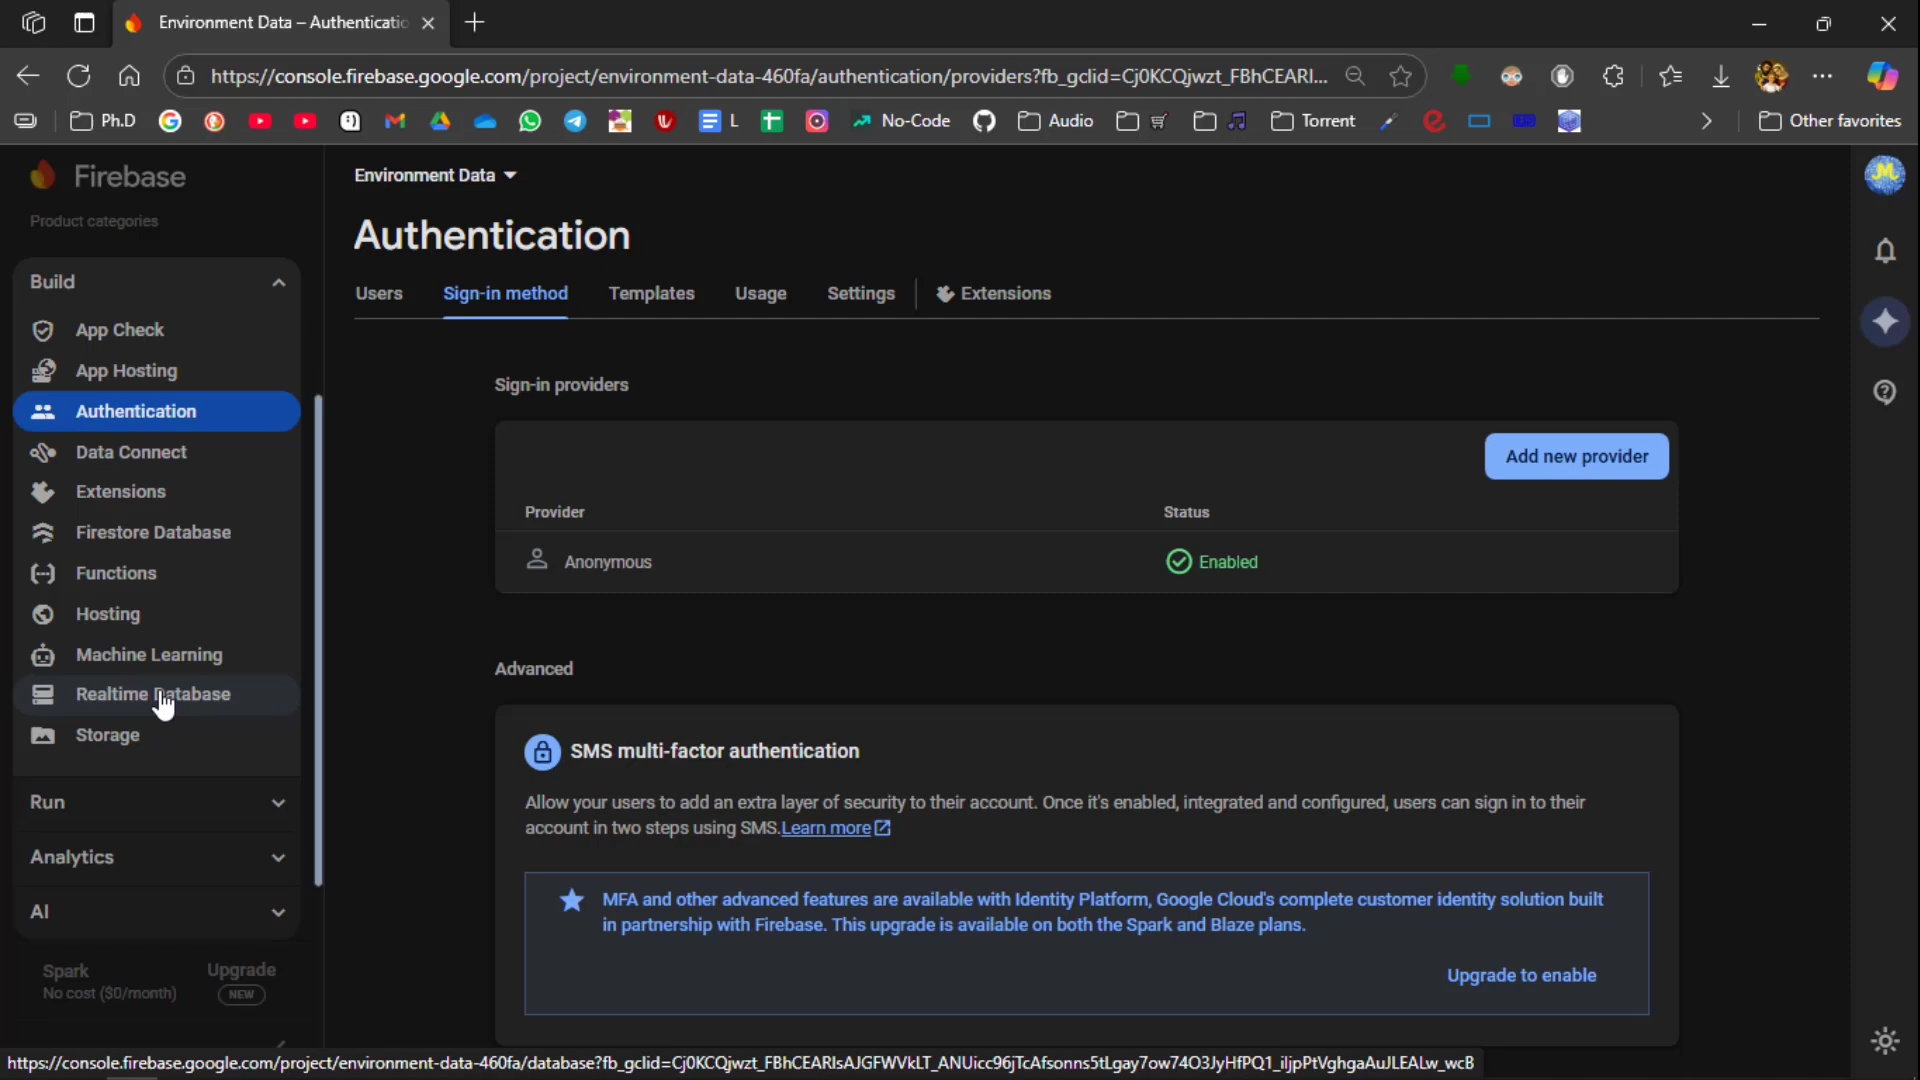 Environment Data – Authenticatio
https://console.firebase.google.com/project/environment-data-460fa/authentication/providers?fb_gclid=Cj0KCQjwzt_FBhCEARI...
Ph.D
L
No-Code
Audio
Torrent
Other favorites
Firebase
Product categories
Build
App Check
App Hosting
Authentication
Data Connect
Extensions
Firestore Database
Functions
Hosting
Machine Learning
Realtime Database
Storage
Run
Analytics
AI
Spark
No cost ($0/month)
Upgrade
NEW
Environment Data
Authentication
Users
Sign-in method
Templates
Usage
Settings
Extensions
Sign-in providers
Add new provider
Provider
Status
Anonymous
Enabled
Advanced
SMS multi-factor authentication
Allow your users to add an extra layer of security to their account. Once it's enabled, integrated and configured, users can sign in to their
account in two steps using SMS.Learn more
MFA and other advanced features are available with Identity Platform, Google Cloud's complete customer identity solution built
in partnership with Firebase. This upgrade is available on both the Spark and Blaze plans.
Upgrade to enable
https://console.firebase.google.com/project/environment-data-460fa/database?fb_gclid=Cj0KCQjwzt_FBhCEARIsAJGFWVkLT_ANUicc96jTcAfsonns5tLgay7ow74O3JyHfPQ1_iljpPtVghgaAuJLEALw_wcB